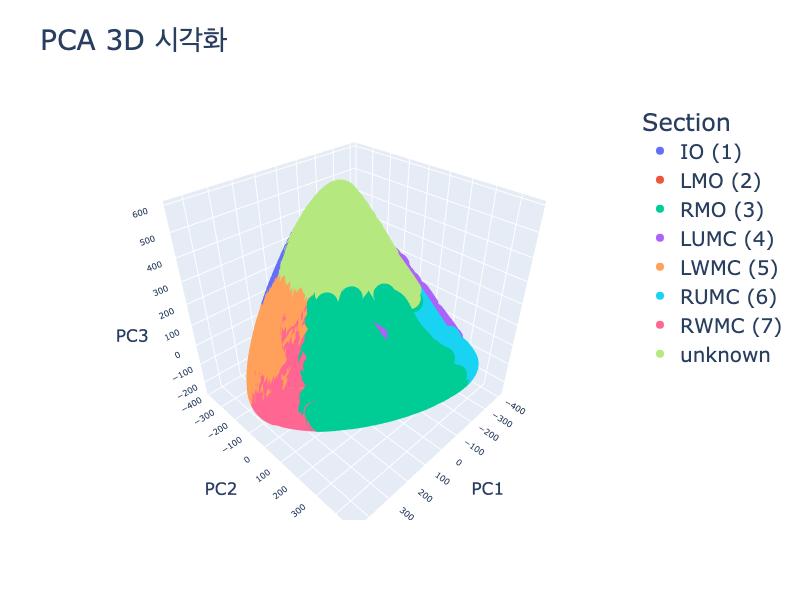 PCA 3D 시각화
Section
IO (1)
LMO (2)
RMO (3)
LUMC (4)
LWMC (5)
RUMC (6)
RWMC (7)
unknown
600
500
400
300
200
100
0
−100
−200
PC3
−400
−300
−200
−100
0
100
200
300
PC2
−400
−300
−200
−100
0
100
200
300
PC1